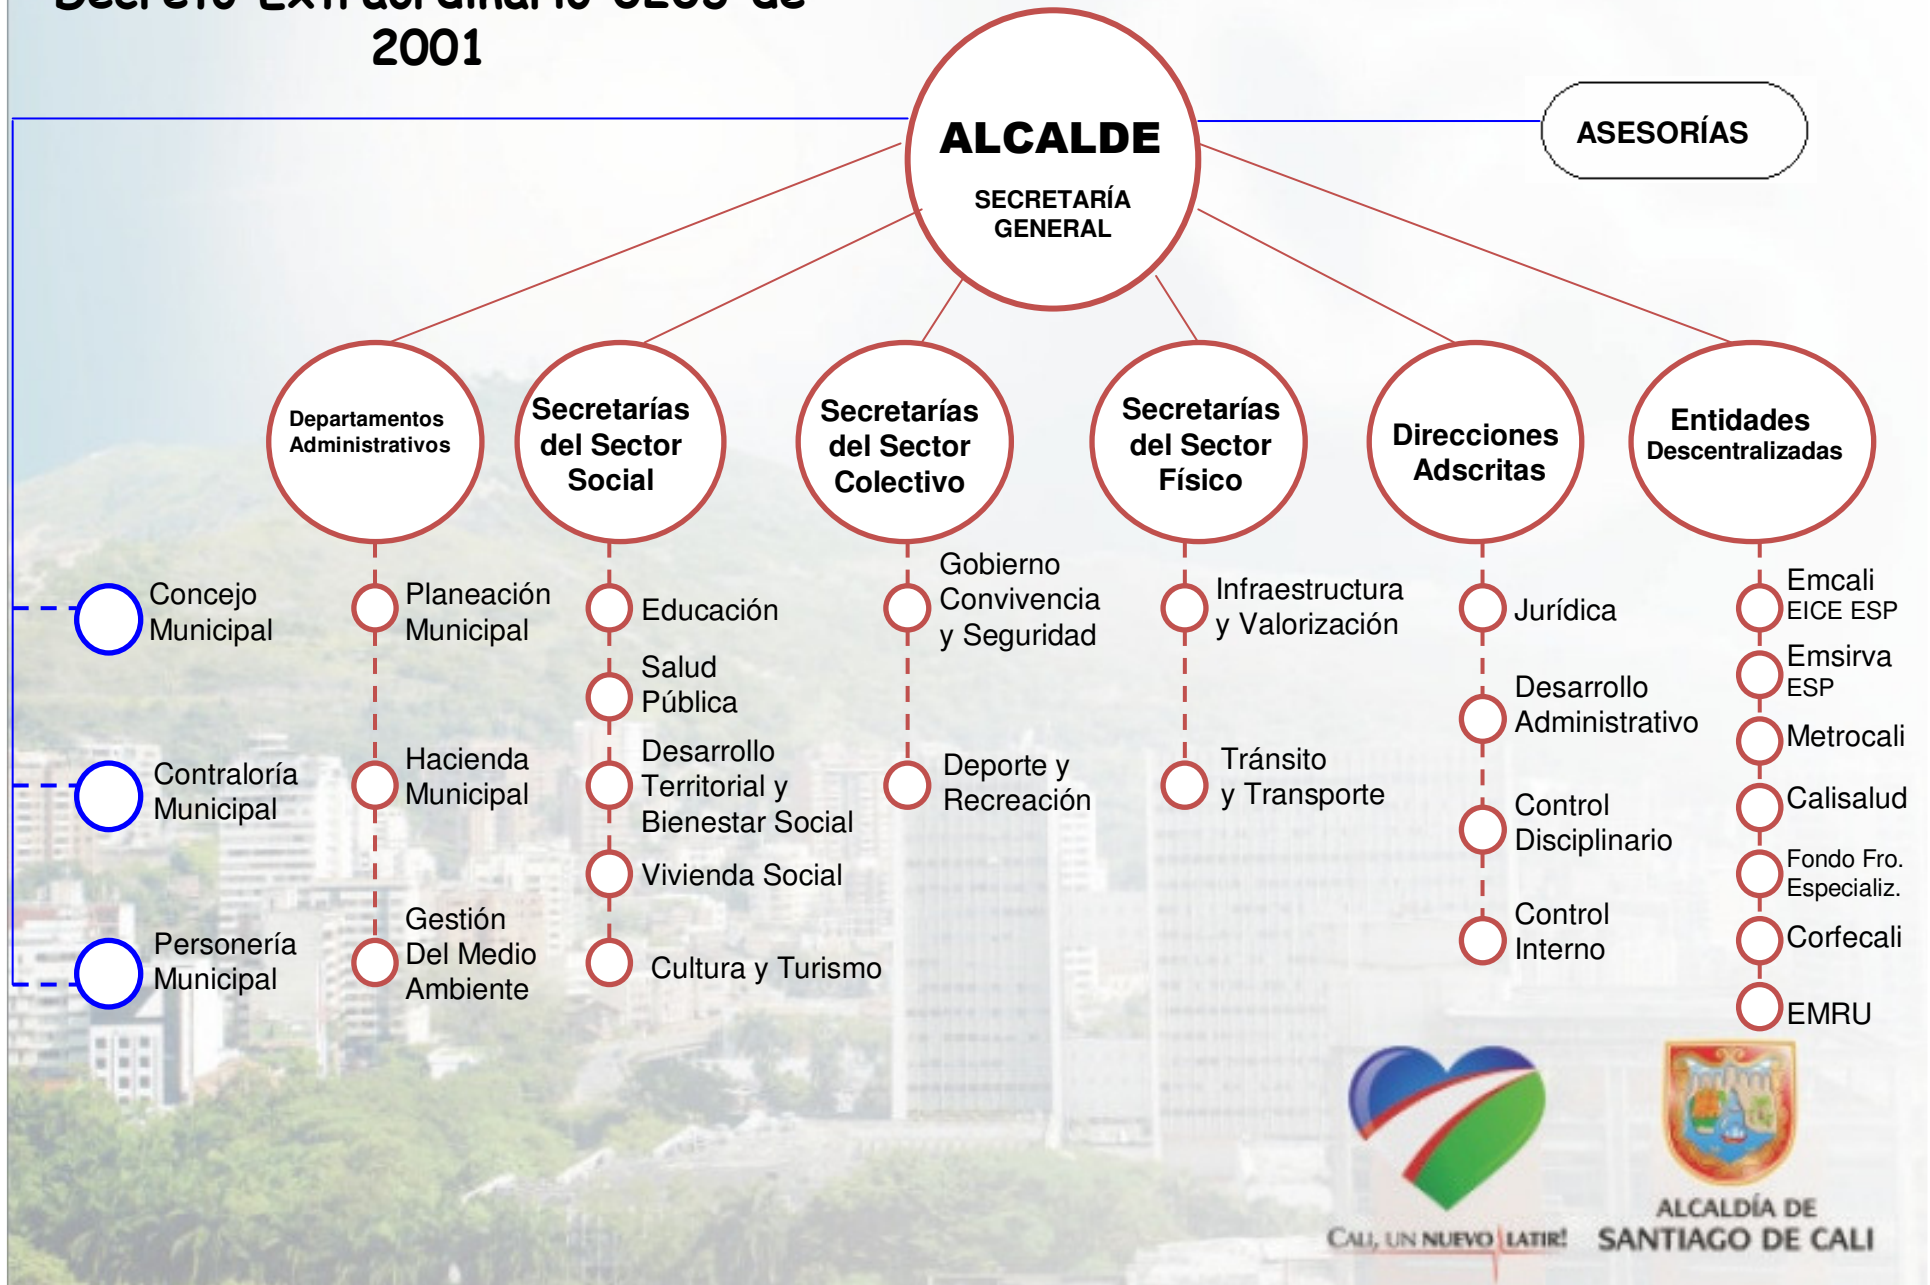 Decreto Extraordinario 0203 de
2001
ALCALDE
SECRETARÍA
GENERAL
ASESORÍAS
Departamentos
Administrativos
Secretarías
del Sector
Social
Secretarías
del Sector
Colectivo
Secretarías
del Sector
Físico
Direcciones
Adscritas
Entidades
Descentralizadas
Concejo
Municipal
Contraloría
Municipal
Personería
Municipal
Planeación
Municipal
Hacienda
Municipal
Gestión
Del Medio
Ambiente
Educación
Salud
Pública
Desarrollo
Territorial y
Bienestar Social
Vivienda Social
Cultura y Turismo
Gobierno
Convivencia
y Seguridad
Deporte y
Recreación
Infraestructura
y Valorización
Tránsito
y Transporte
Jurídica
Desarrollo
Administrativo
Control
Disciplinario
Control
Interno
Emcali
EICE ESP
Emsirva
ESP
Metrocali
Calisalud
Fondo Fro.
Especializ.
Corfecali
EMRU
CALI, UN NUEVO LATIR!
ALCALDÍA DE
SANTIAGO DE CALI